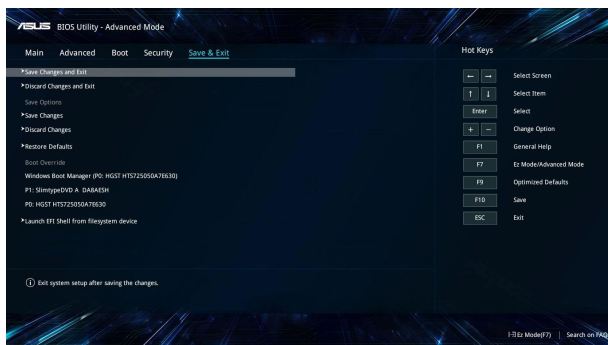 ASUS BIOS Utility - Advanced Mode
Main Advanced Boot Security Save & Exit
Hot Keys
Save Changes and Exit
Discard Changes and Exit
Save Options
Save Changes
Discard Changes
Restore Defaults
Boot Override
Windows Boot Manager (P0: HGST HTS725050A7E630)
P1: SlimtypeDVD A DA8AESH
P0: HGST HTS725050A7E630
Launch EFI Shell from filesystem device
← → Select Screen
↑ ↓ Select Item
Enter Select
+ − Change Option
F1 General Help
F7 Ez Mode/Advanced Mode
F9 Optimized Defaults
F10 Save
ESC Exit
Exit system setup after saving the changes.
Ez Mode(F7) | Search on FAQ